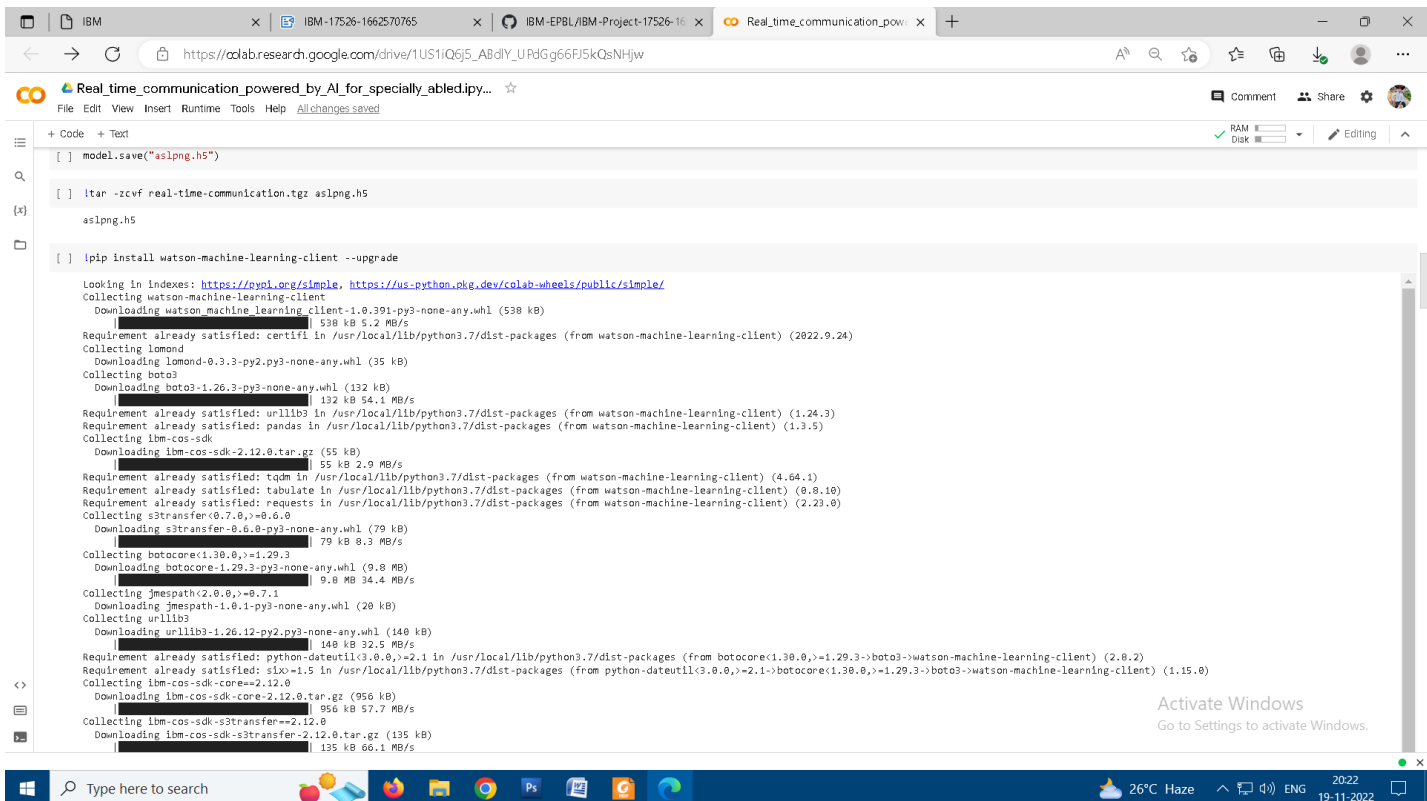 IBM
IBM-17526-1662570765
IBM-EPBL/IBM-Project-17526-16
Real_time_communication_powe
https://colab.research.google.com/drive/1US1iQ6j5_A8dlY_UPdGg66FJ5kQsNHjw
Real_time_communication_powered_by_AI_for_specially_abled.ipy...
Comment
Share
File Edit View Insert Runtime Tools Help All changes saved
+ Code + Text
RAM
Disk
Editing
[ ] model.save("aslpng.h5")
[ ] !tar -zcvf real-time-communication.tgz aslpng.h5
{x}
aslpng.h5
[ ] !pip install watson-machine-learning-client --upgrade
Looking in indexes: https://pypi.org/simple, https://us-python.pkg.dev/colab-wheels/public/simple/
Collecting watson-machine-learning-client
Downloading watson_machine_learning_client-1.0.391-py3-none-any.whl (538 kB)
| 538 kB 5.2 MB/s
Requirement already satisfied: certifi in /usr/local/lib/python3.7/dist-packages (from watson-machine-learning-client) (2022.9.24)
Collecting lomond
Downloading lomond-0.3.3-py2.py3-none-any.whl (35 kB)
Collecting boto3
Downloading boto3-1.26.3-py3-none-any.whl (132 kB)
| 132 kB 54.1 MB/s
Requirement already satisfied: urllib3 in /usr/local/lib/python3.7/dist-packages (from watson-machine-learning-client) (1.24.3)
Requirement already satisfied: pandas in /usr/local/lib/python3.7/dist-packages (from watson-machine-learning-client) (1.3.5)
Collecting ibm-cos-sdk
Downloading ibm-cos-sdk-2.12.0.tar.gz (55 kB)
| 55 kB 2.9 MB/s
Requirement already satisfied: tqdm in /usr/local/lib/python3.7/dist-packages (from watson-machine-learning-client) (4.64.1)
Requirement already satisfied: tabulate in /usr/local/lib/python3.7/dist-packages (from watson-machine-learning-client) (0.8.10)
Requirement already satisfied: requests in /usr/local/lib/python3.7/dist-packages (from watson-machine-learning-client) (2.23.0)
Collecting s3transfer<0.7.0,>=0.6.0
Downloading s3transfer-0.6.0-py3-none-any.whl (79 kB)
| 79 kB 8.3 MB/s
Collecting botocore<1.30.0,>=1.29.3
Downloading botocore-1.29.3-py3-none-any.whl (9.8 MB)
| 9.8 MB 34.4 MB/s
Collecting jmespath<2.0.0,>=0.7.1
Downloading jmespath-1.0.1-py3-none-any.whl (20 kB)
Collecting urllib3
Downloading urllib3-1.26.12-py2.py3-none-any.whl (140 kB)
| 140 kB 32.5 MB/s
Requirement already satisfied: python-dateutil<3.0.0,>=2.1 in /usr/local/lib/python3.7/dist-packages (from botocore<1.30.0,>=1.29.3->boto3->watson-machine-learning-client) (2.8.2)
Requirement already satisfied: six>=1.5 in /usr/local/lib/python3.7/dist-packages (from python-dateutil<3.0.0,>=2.1->botocore<1.30.0,>=1.29.3->boto3->watson-machine-learning-client) (1.15.0)
Collecting ibm-cos-sdk-core==2.12.0
Downloading ibm-cos-sdk-core-2.12.0.tar.gz (956 kB)
| 956 kB 57.7 MB/s
Collecting ibm-cos-sdk-s3transfer==2.12.0
Downloading ibm-cos-sdk-s3transfer-2.12.0.tar.gz (135 kB)
| 135 kB 66.1 MB/s
Activate Windows
Go to Settings to activate Windows.
Type here to search
Ps
26°C Haze
ENG
20:22
19-11-2022